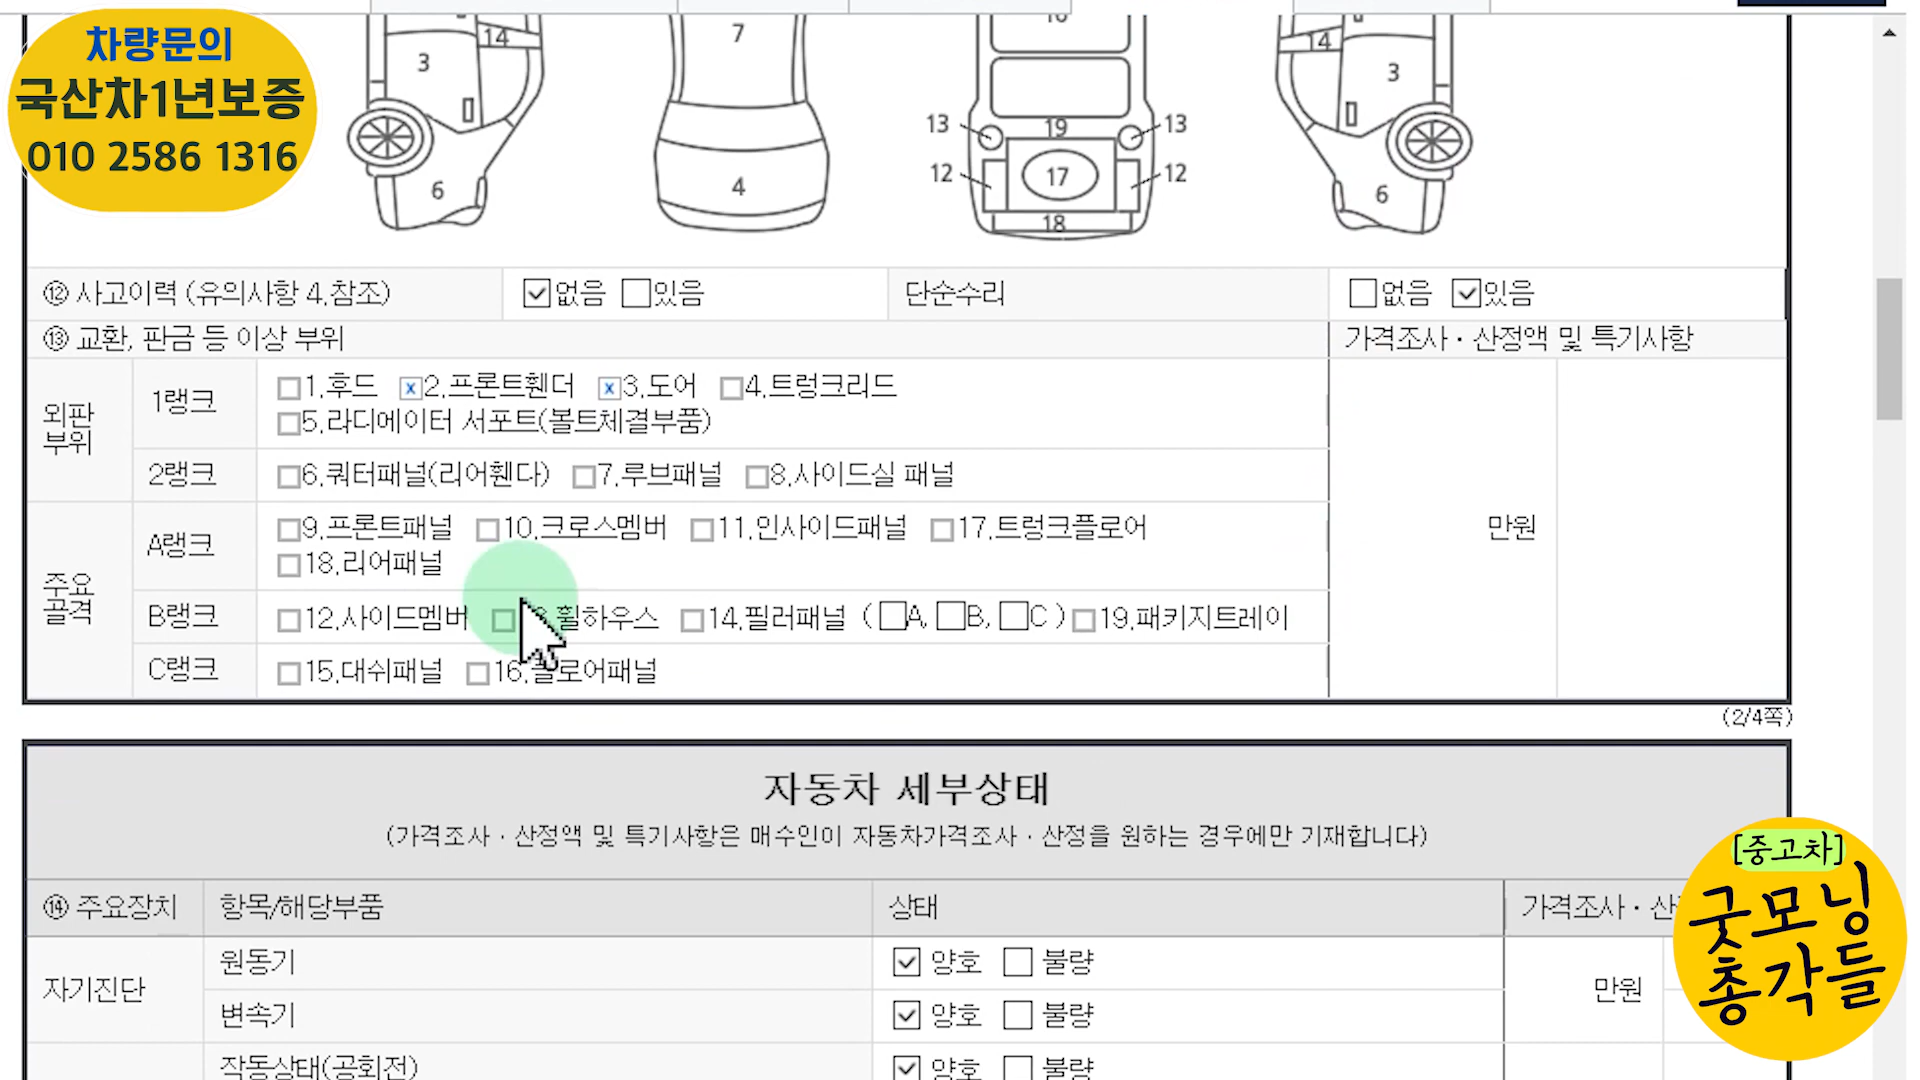 차량문의
국산차1년보증
010 2586 1316
3
14
7
14
3
13
19
13
12
17
12
6
4
18
6
⑫ 사고이력 (유의사항 4.참조)
없음 있음
단순수리
없음 있음
⑬ 교환, 판금 등 이상 부위
가격조사 · 산정액 및 특기사항
외판
부위
1랭크
1.후드 x2.프론트휀더 x3.도어 4.트렁크리드
5.라디에이터 서포트(볼트체결부품)
2랭크
6.쿼터패널(리어휀다) 7.루브패널 8.사이드실 패널
주요
골격
A랭크
9.프론트패널 10.크로스멤버 11.인사이드패널 17.트렁크플로어
18.리어패널
만원
B랭크
12.사이드멤버 휠하우스 14.필러패널 ( A, B, C ) 19.패키지트레이
C랭크
15.대쉬패널 16.플로어패널
(2/4쪽)
자동차 세부상태
(가격조사 · 산정액 및 특기사항은 매수인이 자동차가격조사 · 산정을 원하는 경우에만 기재합니다)
⑭ 주요장치
항목/해당부품
상태
가격조사 · 산
자기진단
원동기
양호 불량
만원
변속기
양호 불량
작동상태(공회전)
양호 불량
[중고차]
굿모닝
총각들